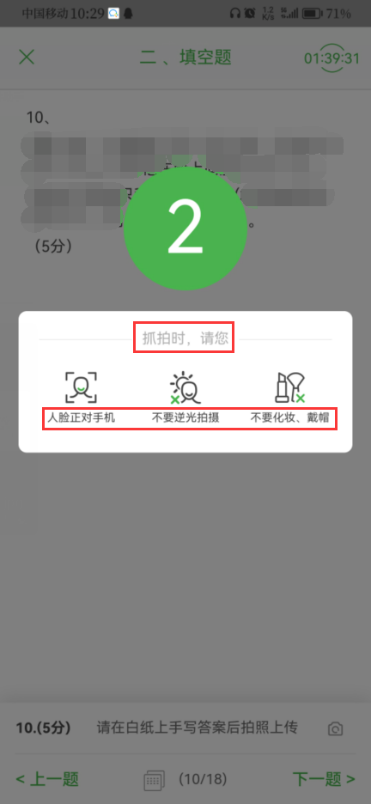 中国移动 10:29 1.2 K/s 71%
二 、填空题 01:39:31
10、
2
（5分）
抓拍时，请您
人脸正对手机 不要逆光拍摄 不要化妆、戴帽
10.(5分) 请在白纸上手写答案后拍照上传
< 上一题 (10/18) 下一题 >